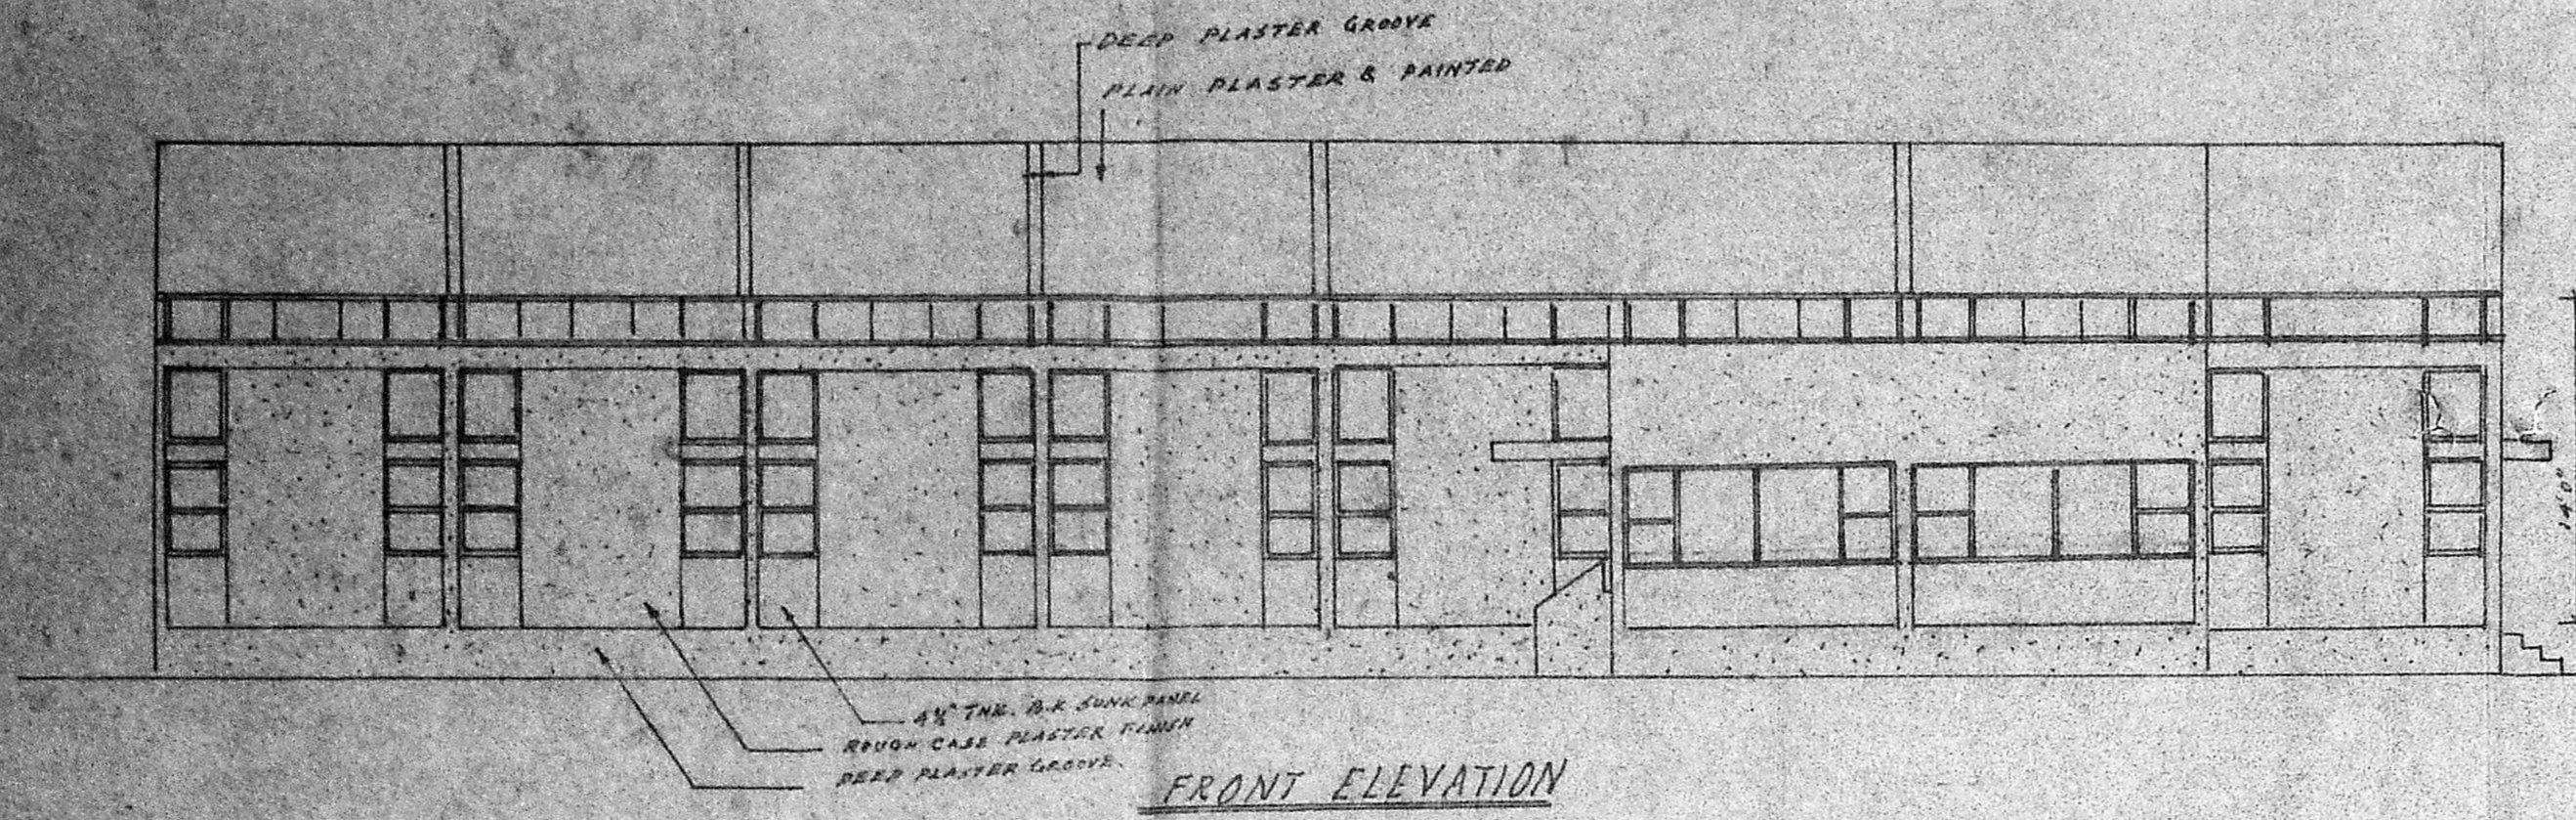 DEEP PLASTER GROOVE
PLAIN PLASTER & PAINTED
4½" THK. B.K SUNK PANEL
ROUGH CASE PLASTER FINISH
DEEP PLASTER GROOVE.
FRONT ELEVATION